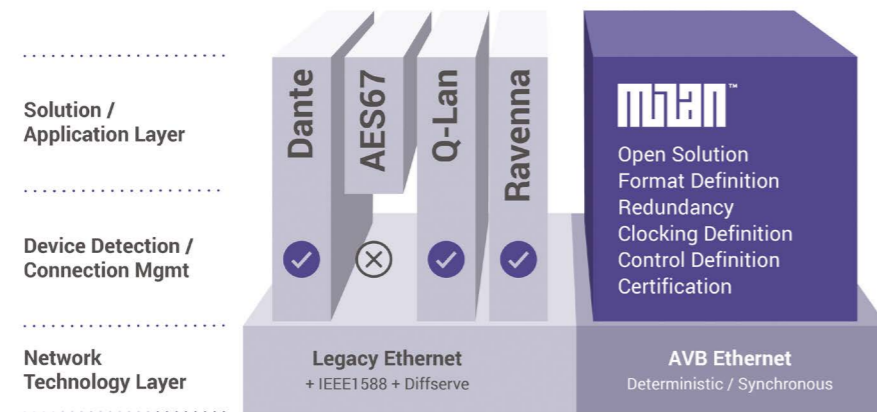 Solution /
Application Layer
Device Detection /
Connection Mgmt
Network
Technology Layer
Dante
AES67
Q-Lan
Ravenna
Legacy Ethernet
+ IEEE1588 + Diffserve
mılan™
Open Solution
Format Definition
Redundancy
Clocking Definition
Control Definition
Certification
AVB Ethernet
Deterministic / Synchronous